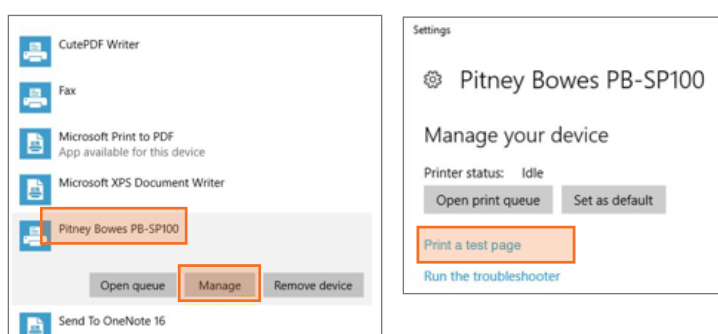 CutePDF Writer
Fax
Microsoft Print to PDF
App available for this device
Microsoft XPS Document Writer
Pitney Bowes PB-SP100
Open queue Manage Remove device
Send To OneNote 16
Settings
Pitney Bowes PB-SP100
Manage your device
Printer status: Idle
Open print queue Set as default
Print a test page
Run the troubleshooter